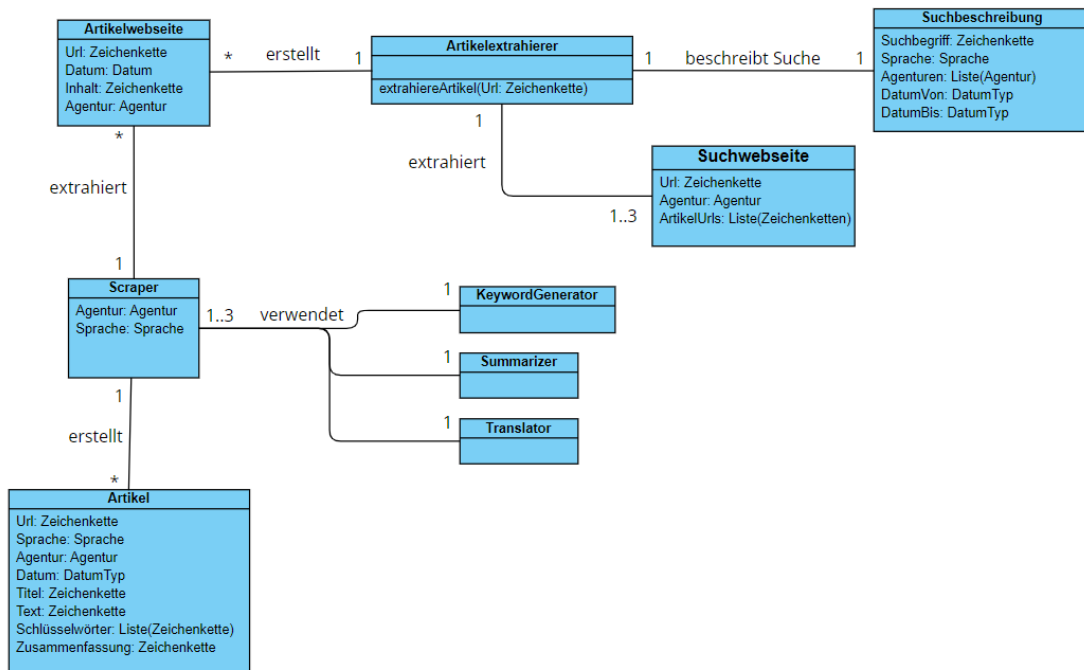 Artikelwebseite
Url: Zeichenkette
Datum: Datum
Inhalt: Zeichenkette
Agentur: Agentur
*
erstellt
1
Artikelextrahierer
extrahiereArtikel(Url: Zeichenkette)
1
beschreibt Suche
1
Suchbeschreibung
Suchbegriff: Zeichenkette
Sprache: Sprache
Agenturen: Liste(Agentur)
DatumVon: DatumTyp
DatumBis: DatumTyp
*
extrahiert
1
1
extrahiert
1..3
Suchwebseite
Url: Zeichenkette
Agentur: Agentur
ArtikelUrls: Liste(Zeichenketten)
Scraper
Agentur: Agentur
Sprache: Sprache
1..3
verwendet
1
KeywordGenerator
1
Summarizer
1
Translator
1
erstellt
*
Artikel
Url: Zeichenkette
Sprache: Sprache
Agentur: Agentur
Datum: DatumTyp
Titel: Zeichenkette
Text: Zeichenkette
Schlüsselwörter: Liste(Zeichenkette)
Zusammenfassung: Zeichenkette